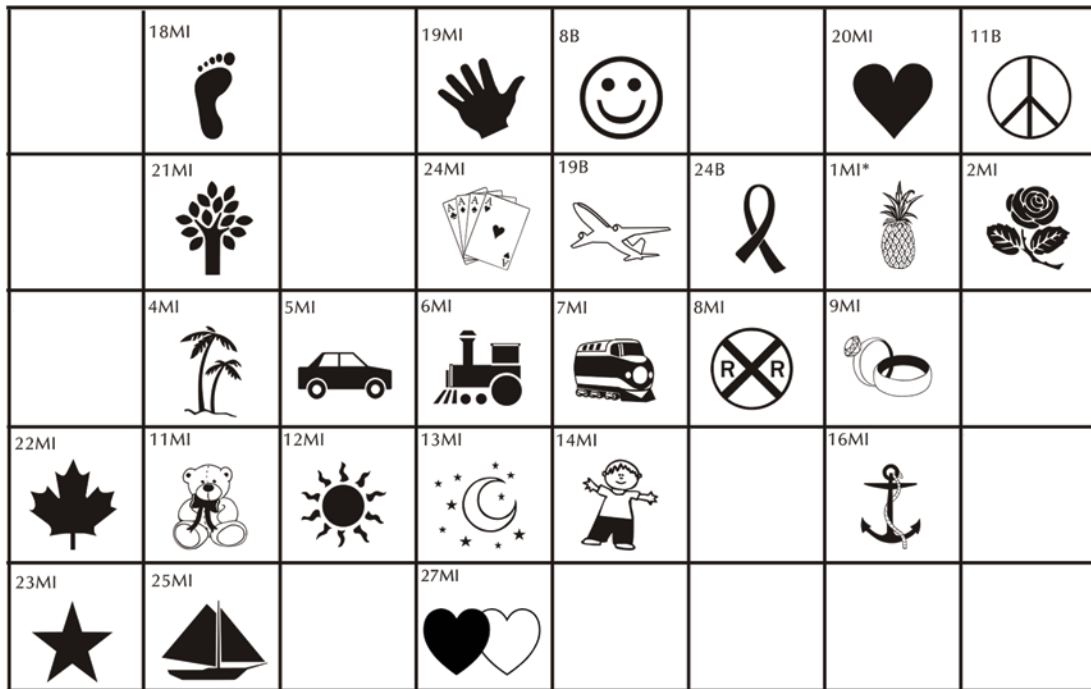 18MI
19MI
8B
20MI
11B
21MI
24MI
A A A A
A
19B
24B
1MI*
2MI
4MI
5MI
6MI
7MI
8MI
R R
9MI
22MI
11MI
12MI
13MI
14MI
16MI
23MI
25MI
27MI